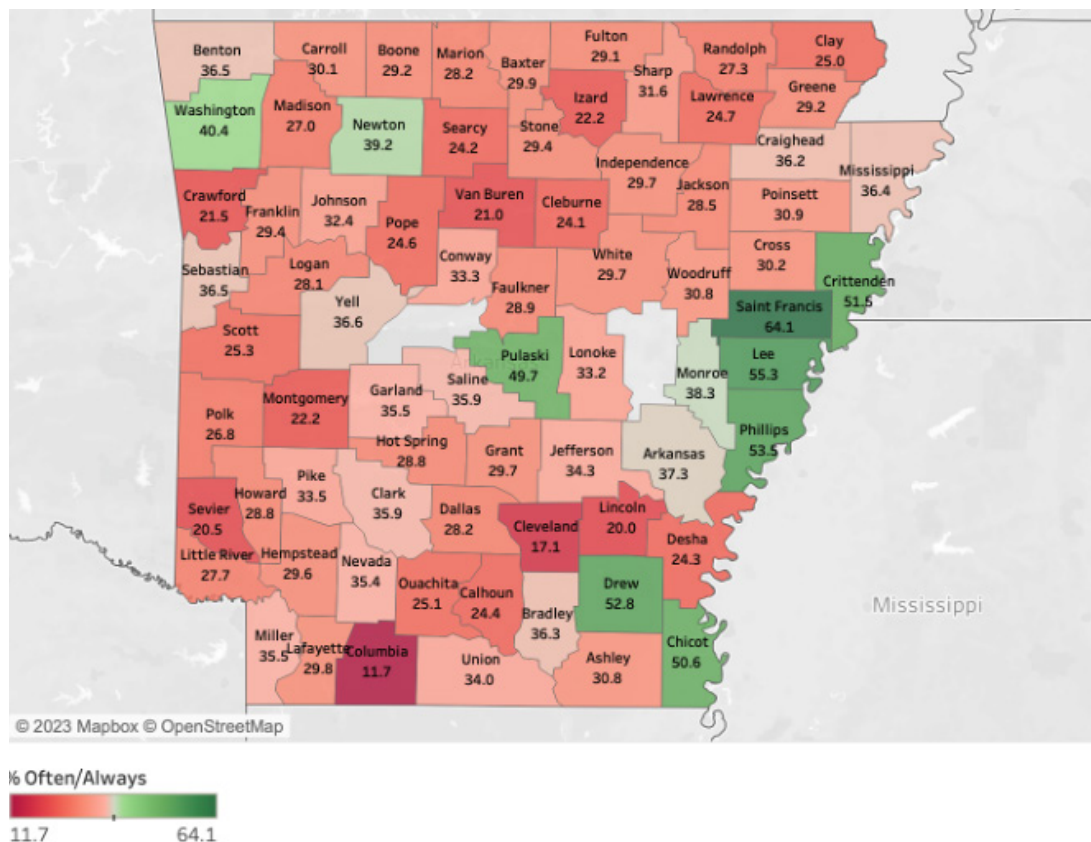 Benton
36.5
Carroll
30.1
Boone
29.2
Marion
28.2
Baxter
29.9
Fulton
29.1
Sharp
31.6
Randolph
27.3
Clay
25.0
Washington
40.4
Madison
27.0
Newton
39.2
Searcy
24.2
Stone
29.4
Izard
22.2
Lawrence
24.7
Greene
29.2
Independence
29.7
Craighead
36.2
Mississippi
36.4
Crawford
21.5
Franklin
29.4
Johnson
32.4
Pope
24.6
Van Buren
21.0
Cleburne
24.1
Jackson
28.5
Poinsett
30.9
Sebastian
36.5
Logan
28.1
Yell
36.6
Conway
33.3
Faulkner
28.9
White
29.7
Woodruff
30.8
Cross
30.2
Crittenden
51.5
Saint Francis
64.1
Scott
25.3
Pulaski
49.7
Lonoke
33.2
Monroe
38.3
Lee
55.3
Polk
26.8
Montgomery
22.2
Garland
35.5
Saline
35.9
Hot Spring
28.8
Grant
29.7
Jefferson
34.3
Arkansas
37.3
Phillips
53.5
Sevier
20.5
Howard
28.8
Pike
33.5
Clark
35.9
Dallas
28.2
Cleveland
17.1
Lincoln
20.0
Desha
24.3
Little River
27.7
Hempstead
29.6
Nevada
35.4
Ouachita
25.1
Calhoun
24.4
Bradley
36.3
Drew
52.8
Chicot
50.6
Miller
35.5
Lafayette
29.8
Columbia
11.7
Union
34.0
Ashley
30.8
Mississippi
© 2023 Mapbox © OpenStreetMap
% Often/Always
11.7
64.1